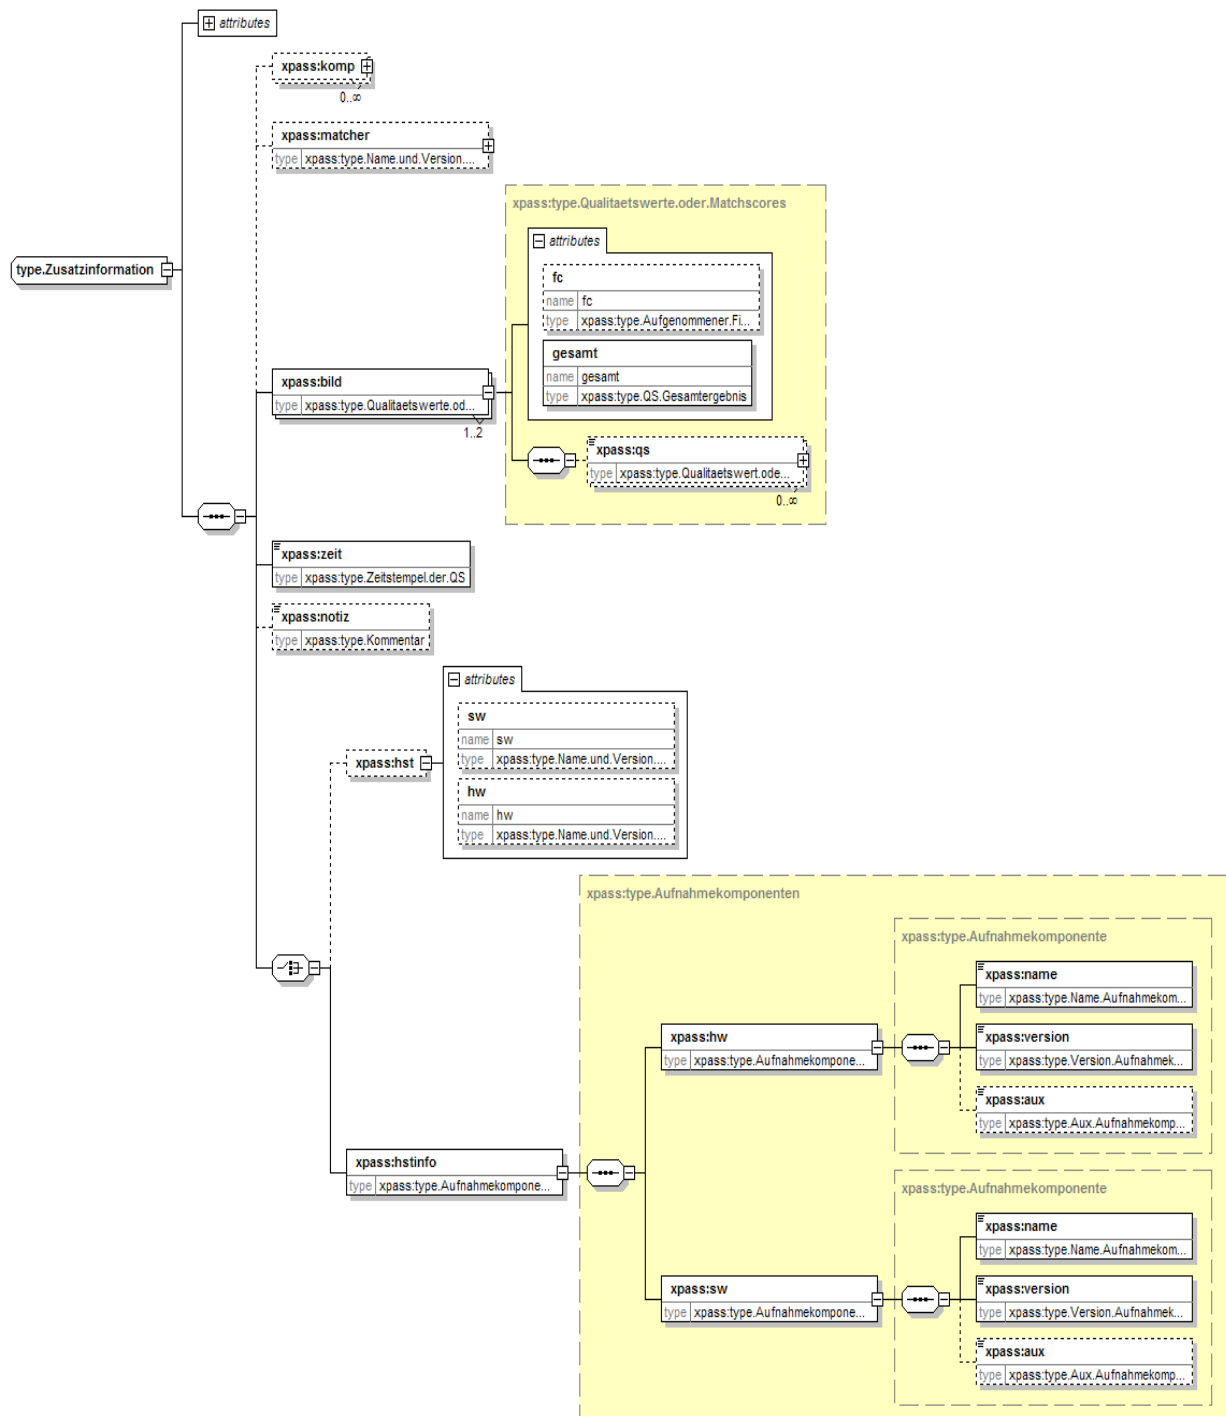 attributes
xpass:komp
0..∞
xpass:matcher
type xpass:type.Name.und.Version....
xpass:type.Qualitaetswerte.oder.Matchscores
attributes
type.Zusatzinformation
fc
name fc
type xpass:type.Aufgenommener.Fi...
gesamt
name gesamt
type xpass:type.QS.Gesamtergebnis
xpass:bild
type xpass:type.Qualitaetswerte.od...
1..2
xpass:qs
type xpass:type.Qualitaetswert.ode...
0..∞
xpass:zeit
type xpass:type.Zeitstempel.der.QS
xpass:notiz
type xpass:type.Kommentar
attributes
sw
name sw
type xpass:type.Name.und.Version....
xpass:hst
hw
name hw
type xpass:type.Name.und.Version....
xpass:type.Aufnahmekomponenten
xpass:type.Aufnahmekomponente
xpass:name
type xpass:type.Name.Aufnahmekom...
xpass:hw
type xpass:type.Aufnahmekompone...
xpass:version
type xpass:type.Version.Aufnahmek...
xpass:aux
type xpass:type.Aux.Aufnahmekomp...
xpass:hstinfo
type xpass:type.Aufnahmekompone...
xpass:type.Aufnahmekomponente
xpass:name
type xpass:type.Name.Aufnahmekom...
xpass:sw
type xpass:type.Aufnahmekompone...
xpass:version
type xpass:type.Version.Aufnahmek...
xpass:aux
type xpass:type.Aux.Aufnahmekomp...